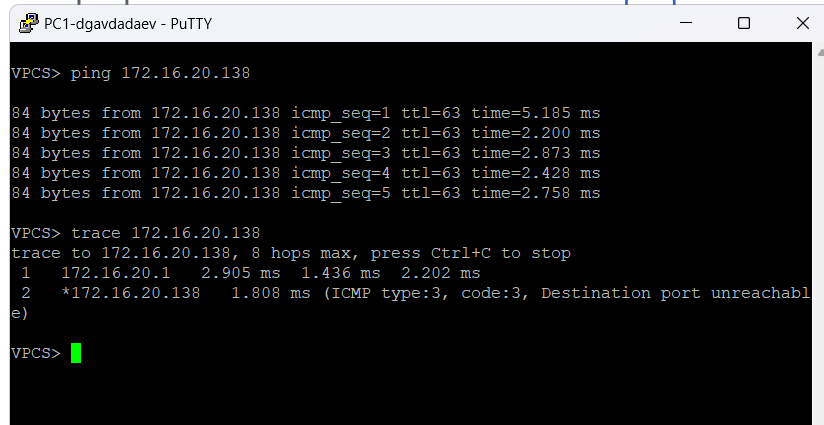 PC1-dgavdadaev - PuTTY
VPCS> ping 172.16.20.138
84 bytes from 172.16.20.138 icmp_seq=1 ttl=63 time=5.185 ms
84 bytes from 172.16.20.138 icmp_seq=2 ttl=63 time=2.200 ms
84 bytes from 172.16.20.138 icmp_seq=3 ttl=63 time=2.873 ms
84 bytes from 172.16.20.138 icmp_seq=4 ttl=63 time=2.428 ms
84 bytes from 172.16.20.138 icmp_seq=5 ttl=63 time=2.758 ms
VPCS> trace 172.16.20.138
trace to 172.16.20.138, 8 hops max, press Ctrl+C to stop
 1   172.16.20.1   2.905 ms  1.436 ms  2.202 ms
 2   *172.16.20.138   1.808 ms (ICMP type:3, code:3, Destination port unreachabl
e)
VPCS>